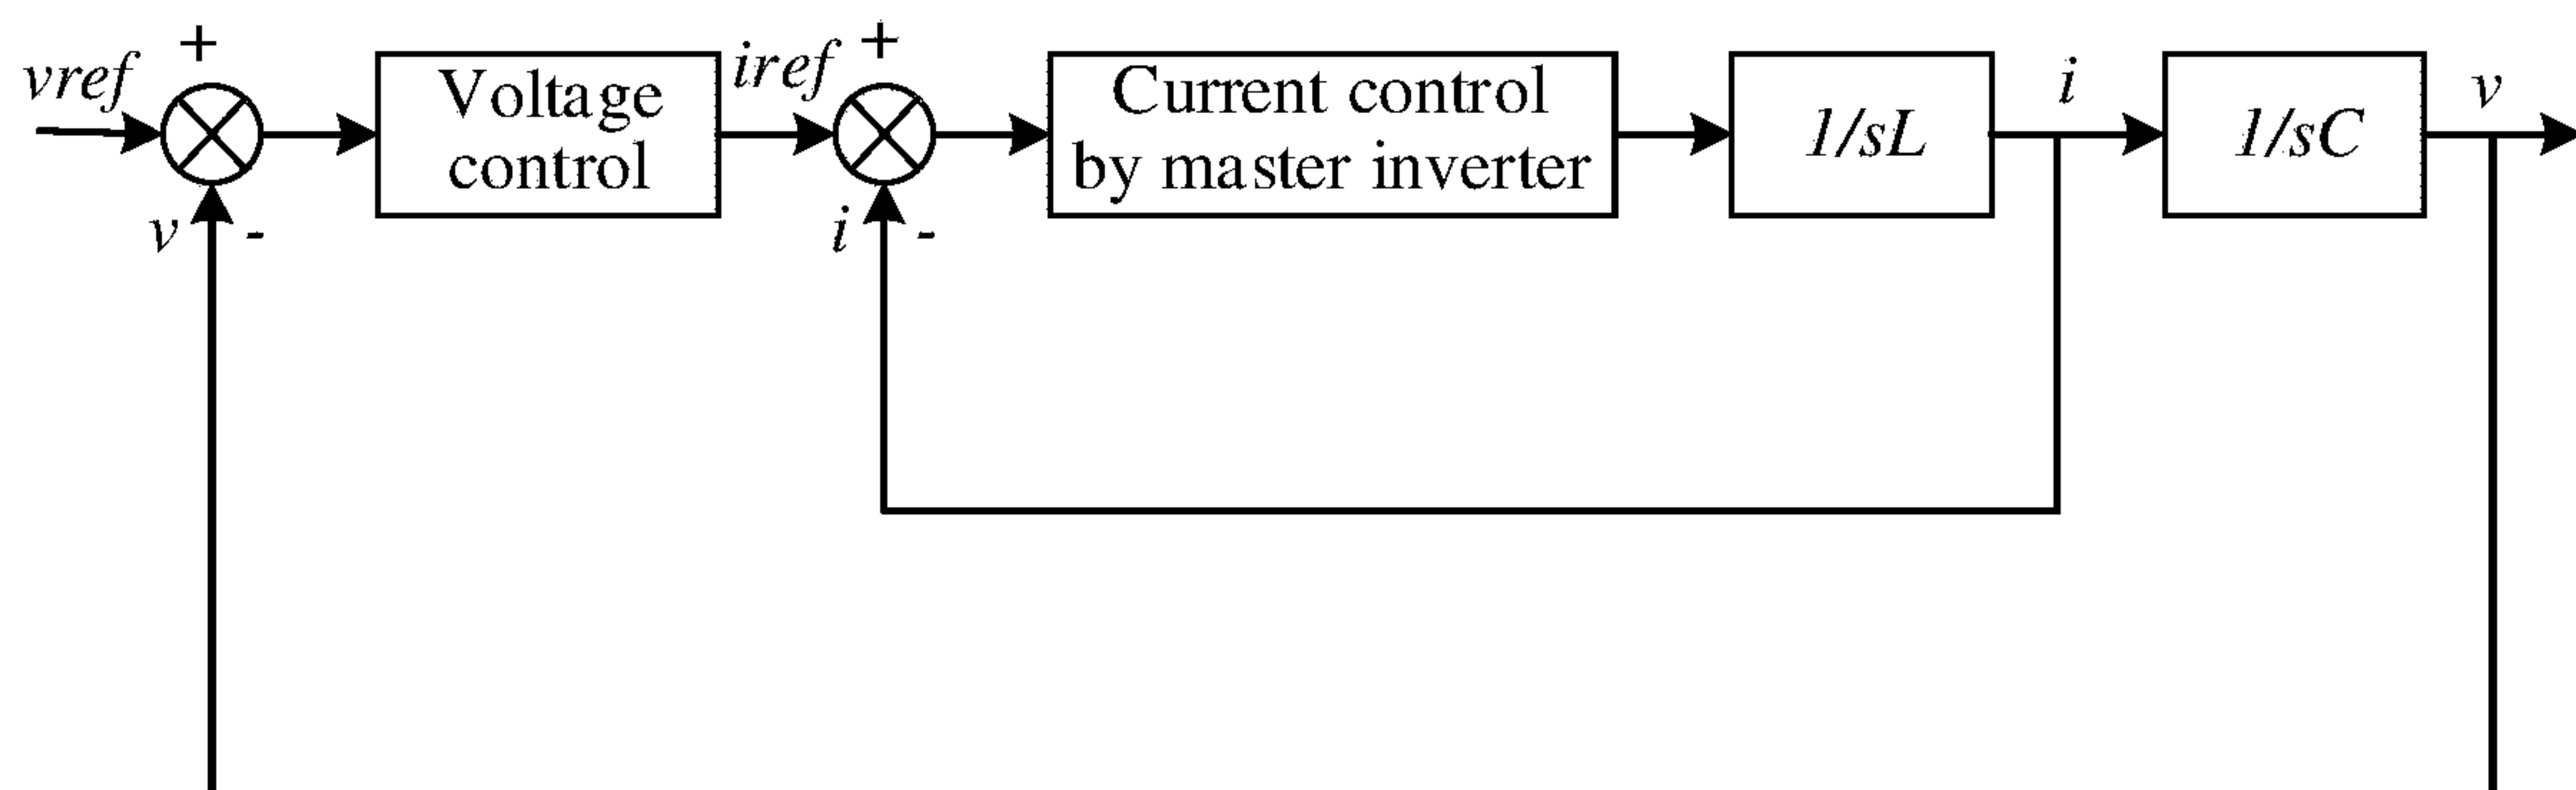 +
vref
v -
Voltage
control
iref
+
i -
Current control
by master inverter
1/sL
i
1/sC
v